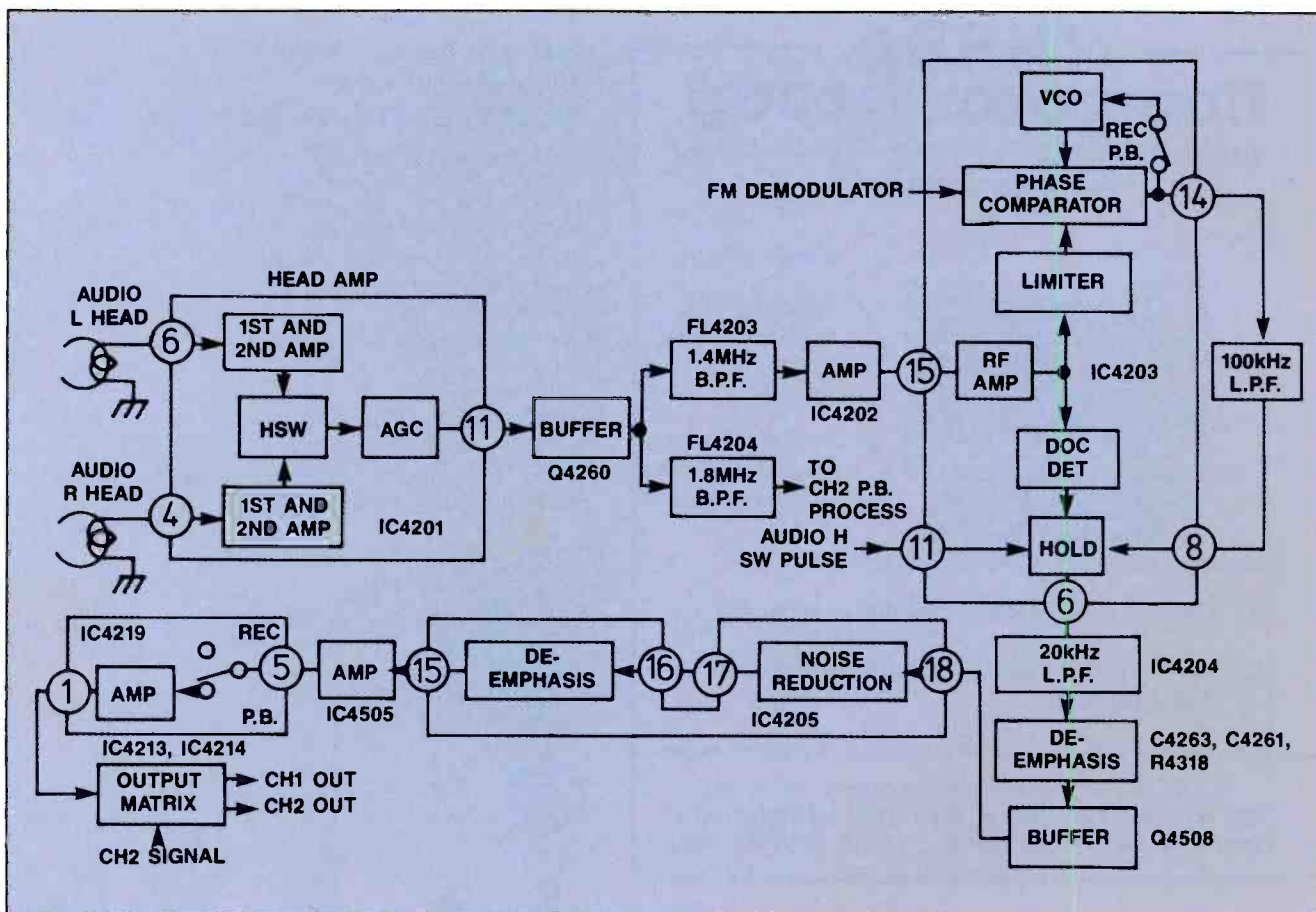 VCO
REC
P.B.
FM DEMODULATOR
PHASE
COMPARATOR
14
LIMITER
HEAD AMP
AUDIO
L HEAD
6
1ST AND
2ND AMP
HSW
AGC
11
BUFFER
Q4260
FL4203
1.4MHz
B.P.F.
AMP
IC4202
15
RF
AMP
IC4203
100kHz
L.P.F.
FL4204
1.8MHz
B.P.F.
TO
CH2 P.B.
PROCESS
DOC
DET
AUDIO
R HEAD
4
1ST AND
2ND AMP
IC4201
AUDIO H
SW PULSE
11
HOLD
8
6
IC4219
REC
5
1
AMP
P.B.
IC4213, IC4214
AMP
IC4505
15
DE-
EMPHASIS
16
17
NOISE
REDUCTION
18
IC4205
20kHz
L.P.F.
IC4204
DE-
EMPHASIS
C4263, C4261,
R4318
BUFFER
Q4508
OUTPUT
MATRIX
CH1 OUT
CH2 OUT
CH2 SIGNAL